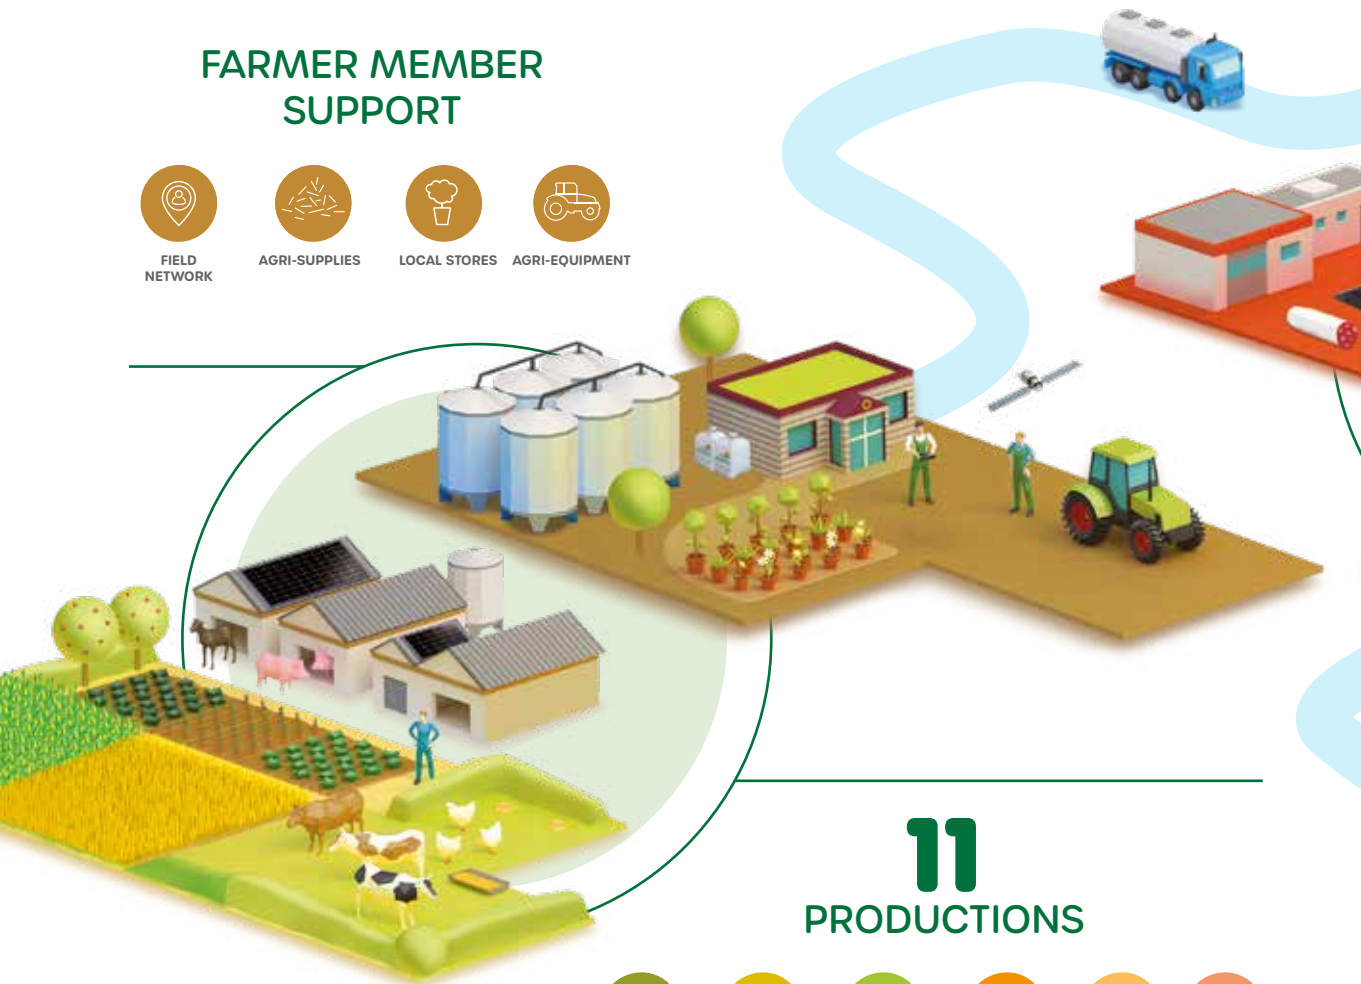 FARMER MEMBER
SUPPORT
FIELD
NETWORK
AGRI-SUPPLIES
LOCAL STORES
AGRI-EQUIPMENT
11
PRODUCTIONS